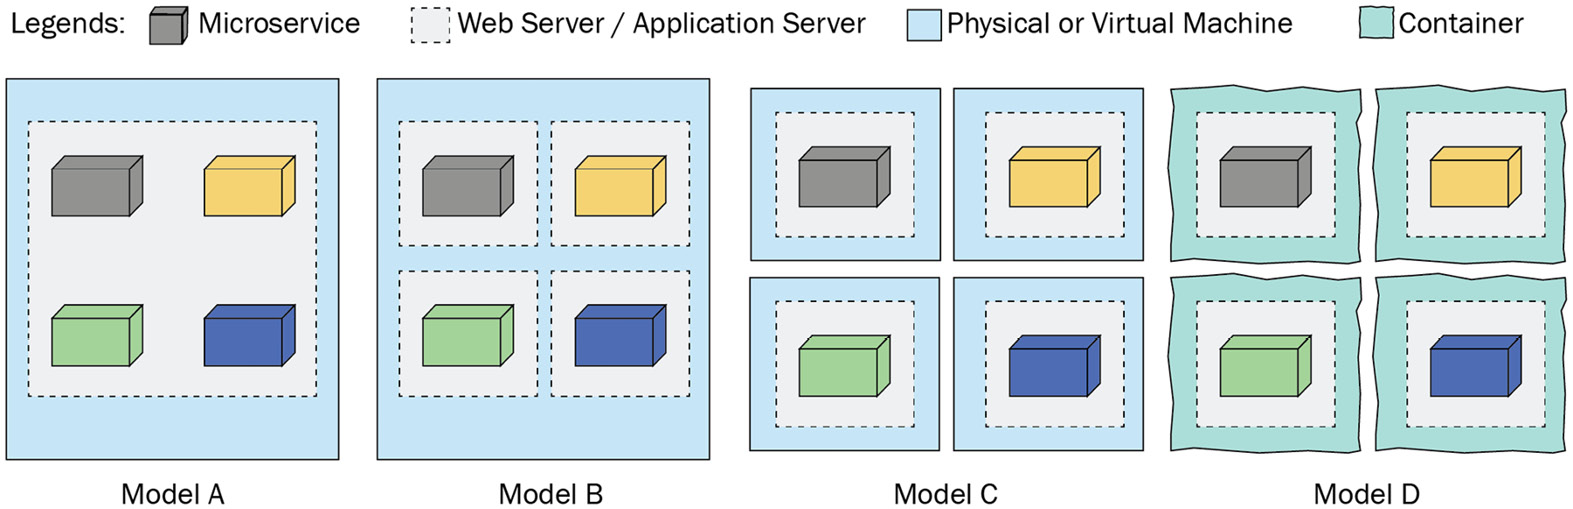 Legends: Microservice Web Server / Application Server Physical or Virtual Machine Container
Model A Model B Model C Model D